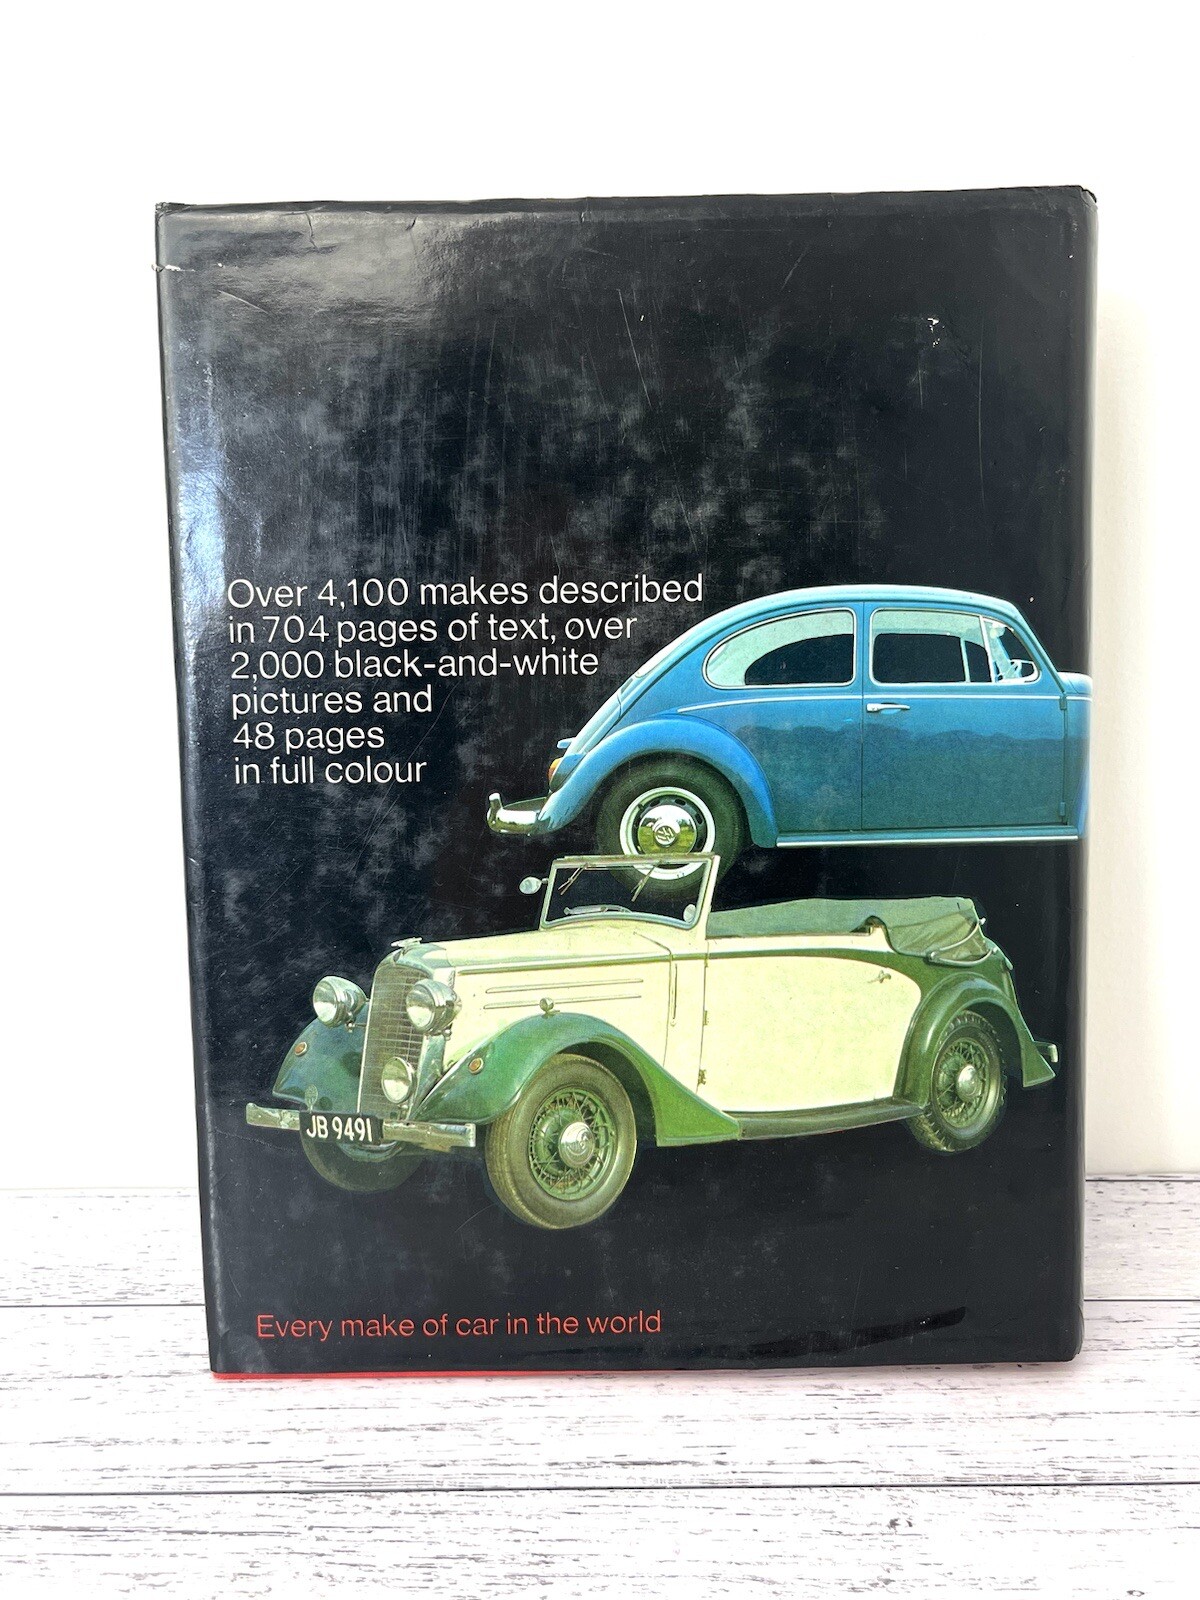 Over 4,100 makes described
in 704 pages of text, over
2,000 black-and-white
pictures and
48 pages
in full colour
JB 9491
Every make of car in the world